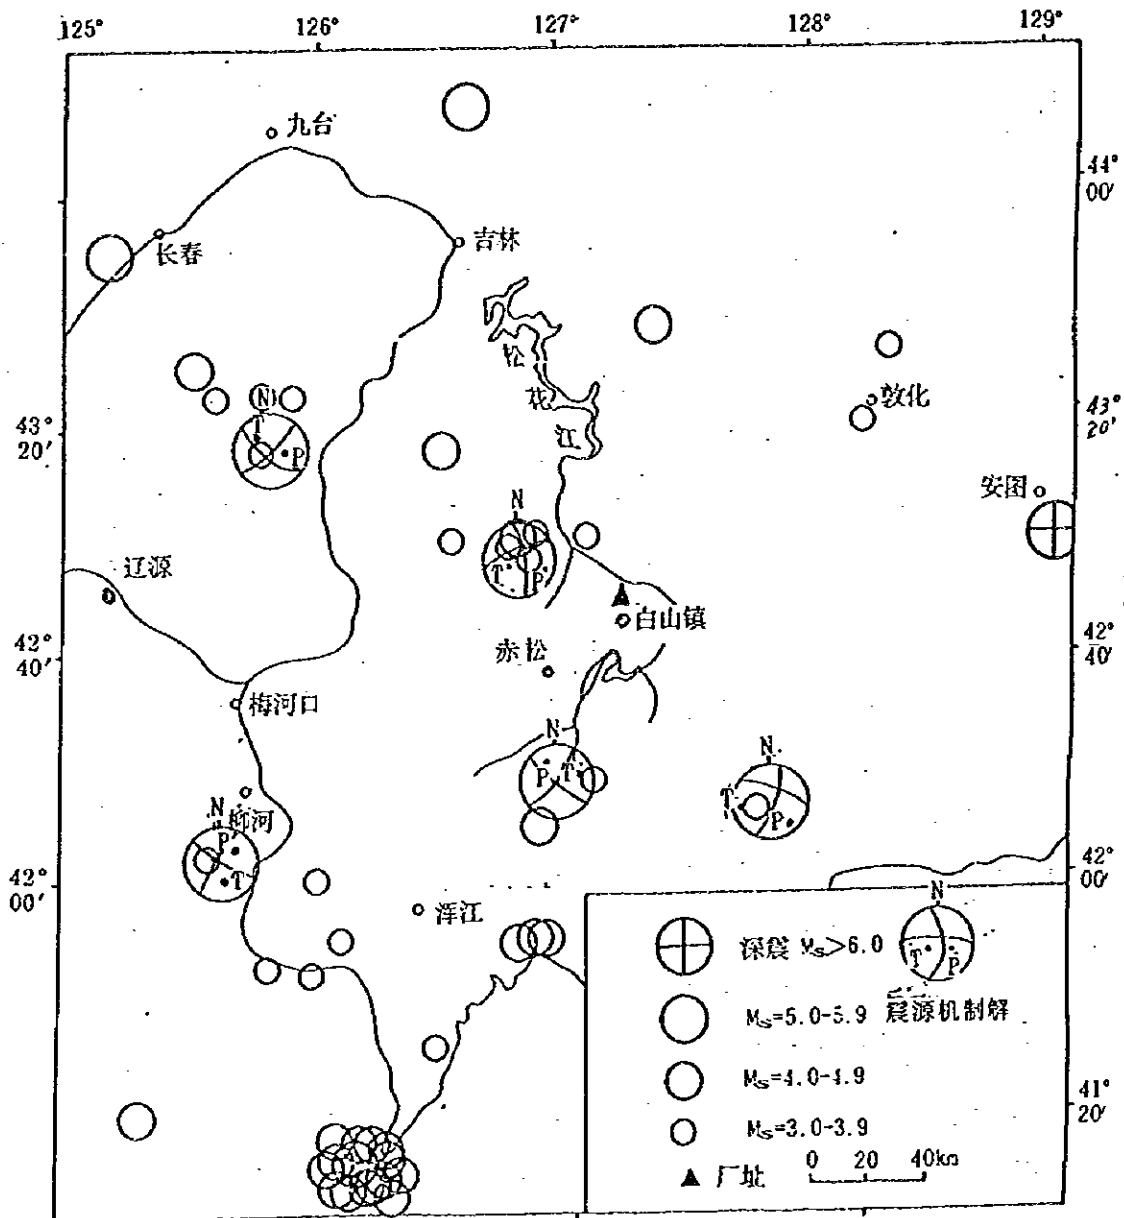 125° 126° 127° 128° 129°
九台
44°
00′
长春
吉林
松
花
江
敦化
43°
20′
43°
20′
N
T
P
安图
N
T
P
辽源
白山镇
42°
40′
42°
40′
赤松
梅河口
N
P
T
N
T
P
N
柳河
P
T
42°
00′
42°
00′
浑江
N
T
P
深震 Ms>6.0
震源机制解
Ms=5.0-5.9
Ms=4.0-4.9
Ms=3.0-3.9
41°
20′
▲ 厂址
0 20 40km